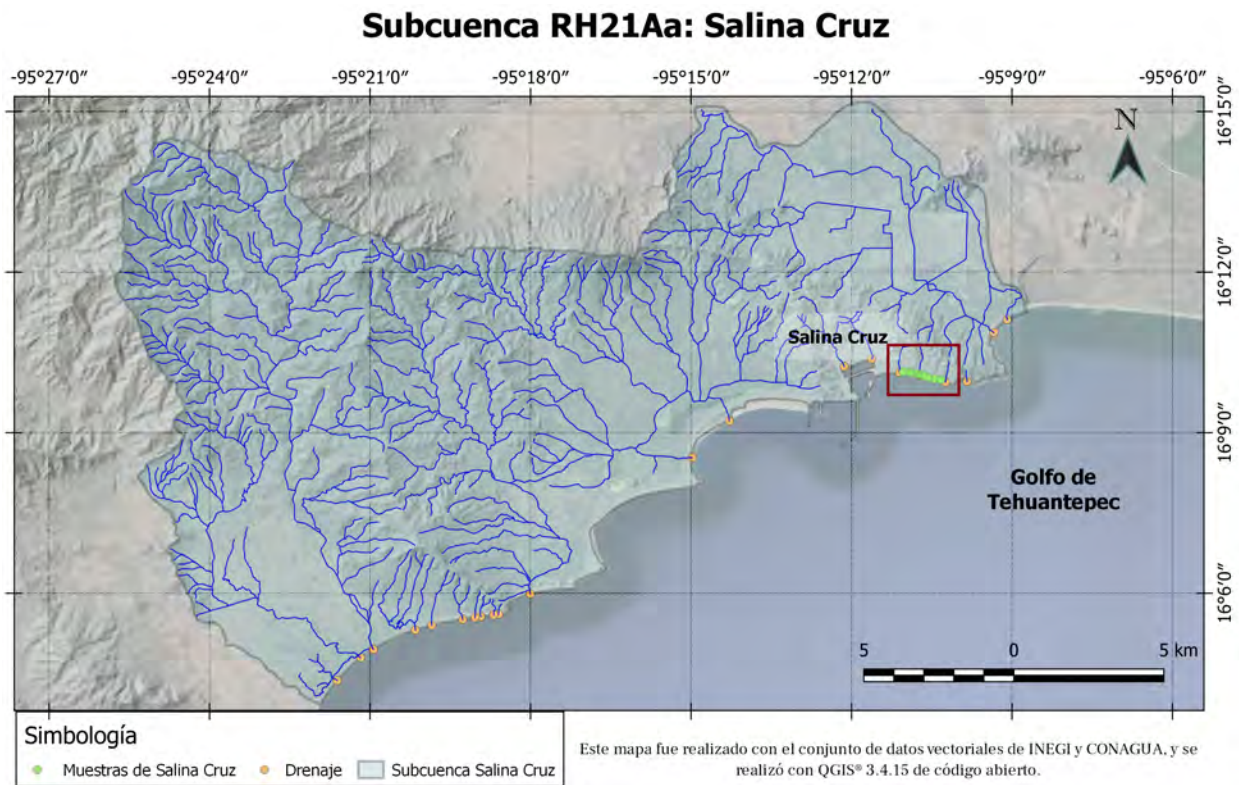 Subcuenca RH21Aa: Salina Cruz
-95°27′0″ -95°24′0″ -95°21′0″ -95°18′0″ -95°15′0″ -95°12′0″ -95°9′0″ -95°6′0″
16°15′0″
N
16°12′0″
Salina Cruz
16°9′0″
Golfo de
Tehuantepec
16°6′0″
5 0 5 km
Simbología
Muestras de Salina Cruz Drenaje Subcuenca Salina Cruz
Este mapa fue realizado con el conjunto de datos vectoriales de INEGI y CONAGUA, y se
realizó con QGIS® 3.4.15 de código abierto.